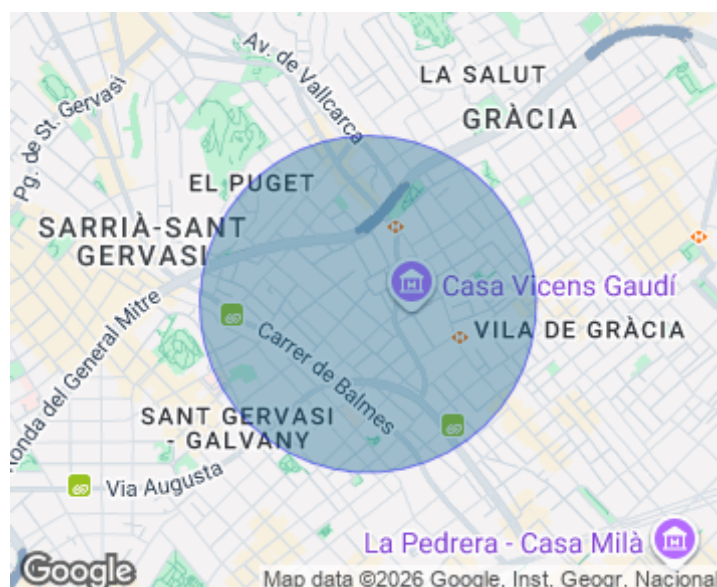 Av. de Vallcarca
LA SALUT
GRÀCIA
Pg. de St. Gervasi
EL PUGET
SARRIÀ-SANT
GERVASI
Casa Vicens Gaudí
VILA DE GRÀCIA
Ronda del General Mitre
Carrer de Balmes
SANT GERVASI
- GALVANY
Via Augusta
La Pedrera - Casa Milà
Google
Map data ©2026 Google, Inst. Geogr. Nacional